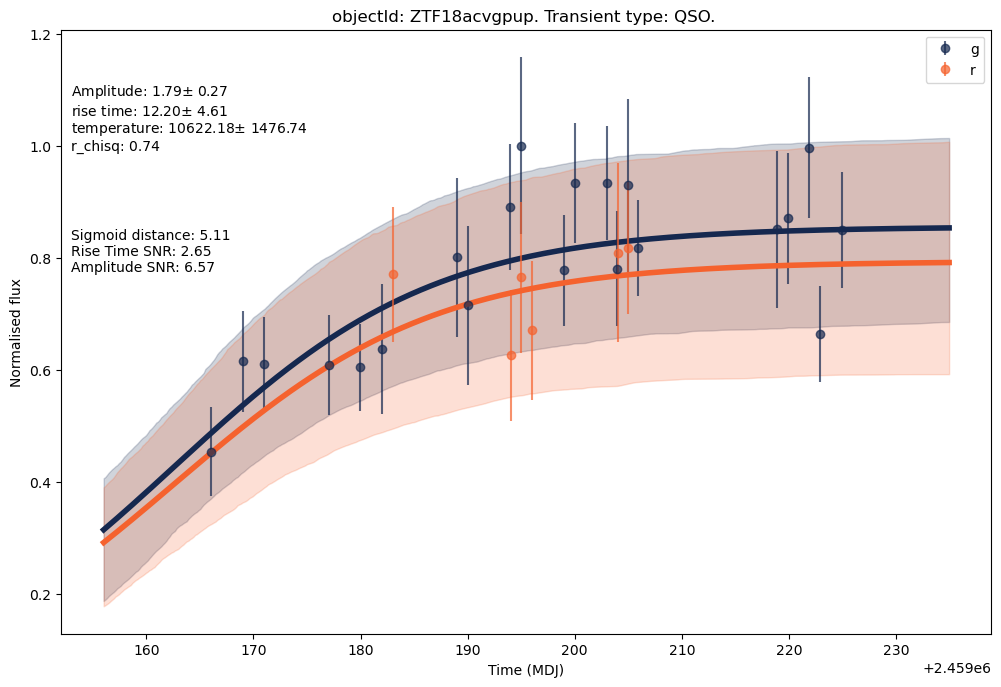 objectId: ZTF18acvgpup. Transient type: QSO.
g
r
Amplitude: 1.79± 0.27
rise time: 12.20± 4.61
temperature: 10622.18± 1476.74
r_chisq: 0.74
Sigmoid distance: 5.11
Rise Time SNR: 2.65
Amplitude SNR: 6.57
Normalised flux
1.2
1.0
0.8
0.6
0.4
0.2
160 170 180 190 200 210 220 230
Time (MDJ)
+2.459e6